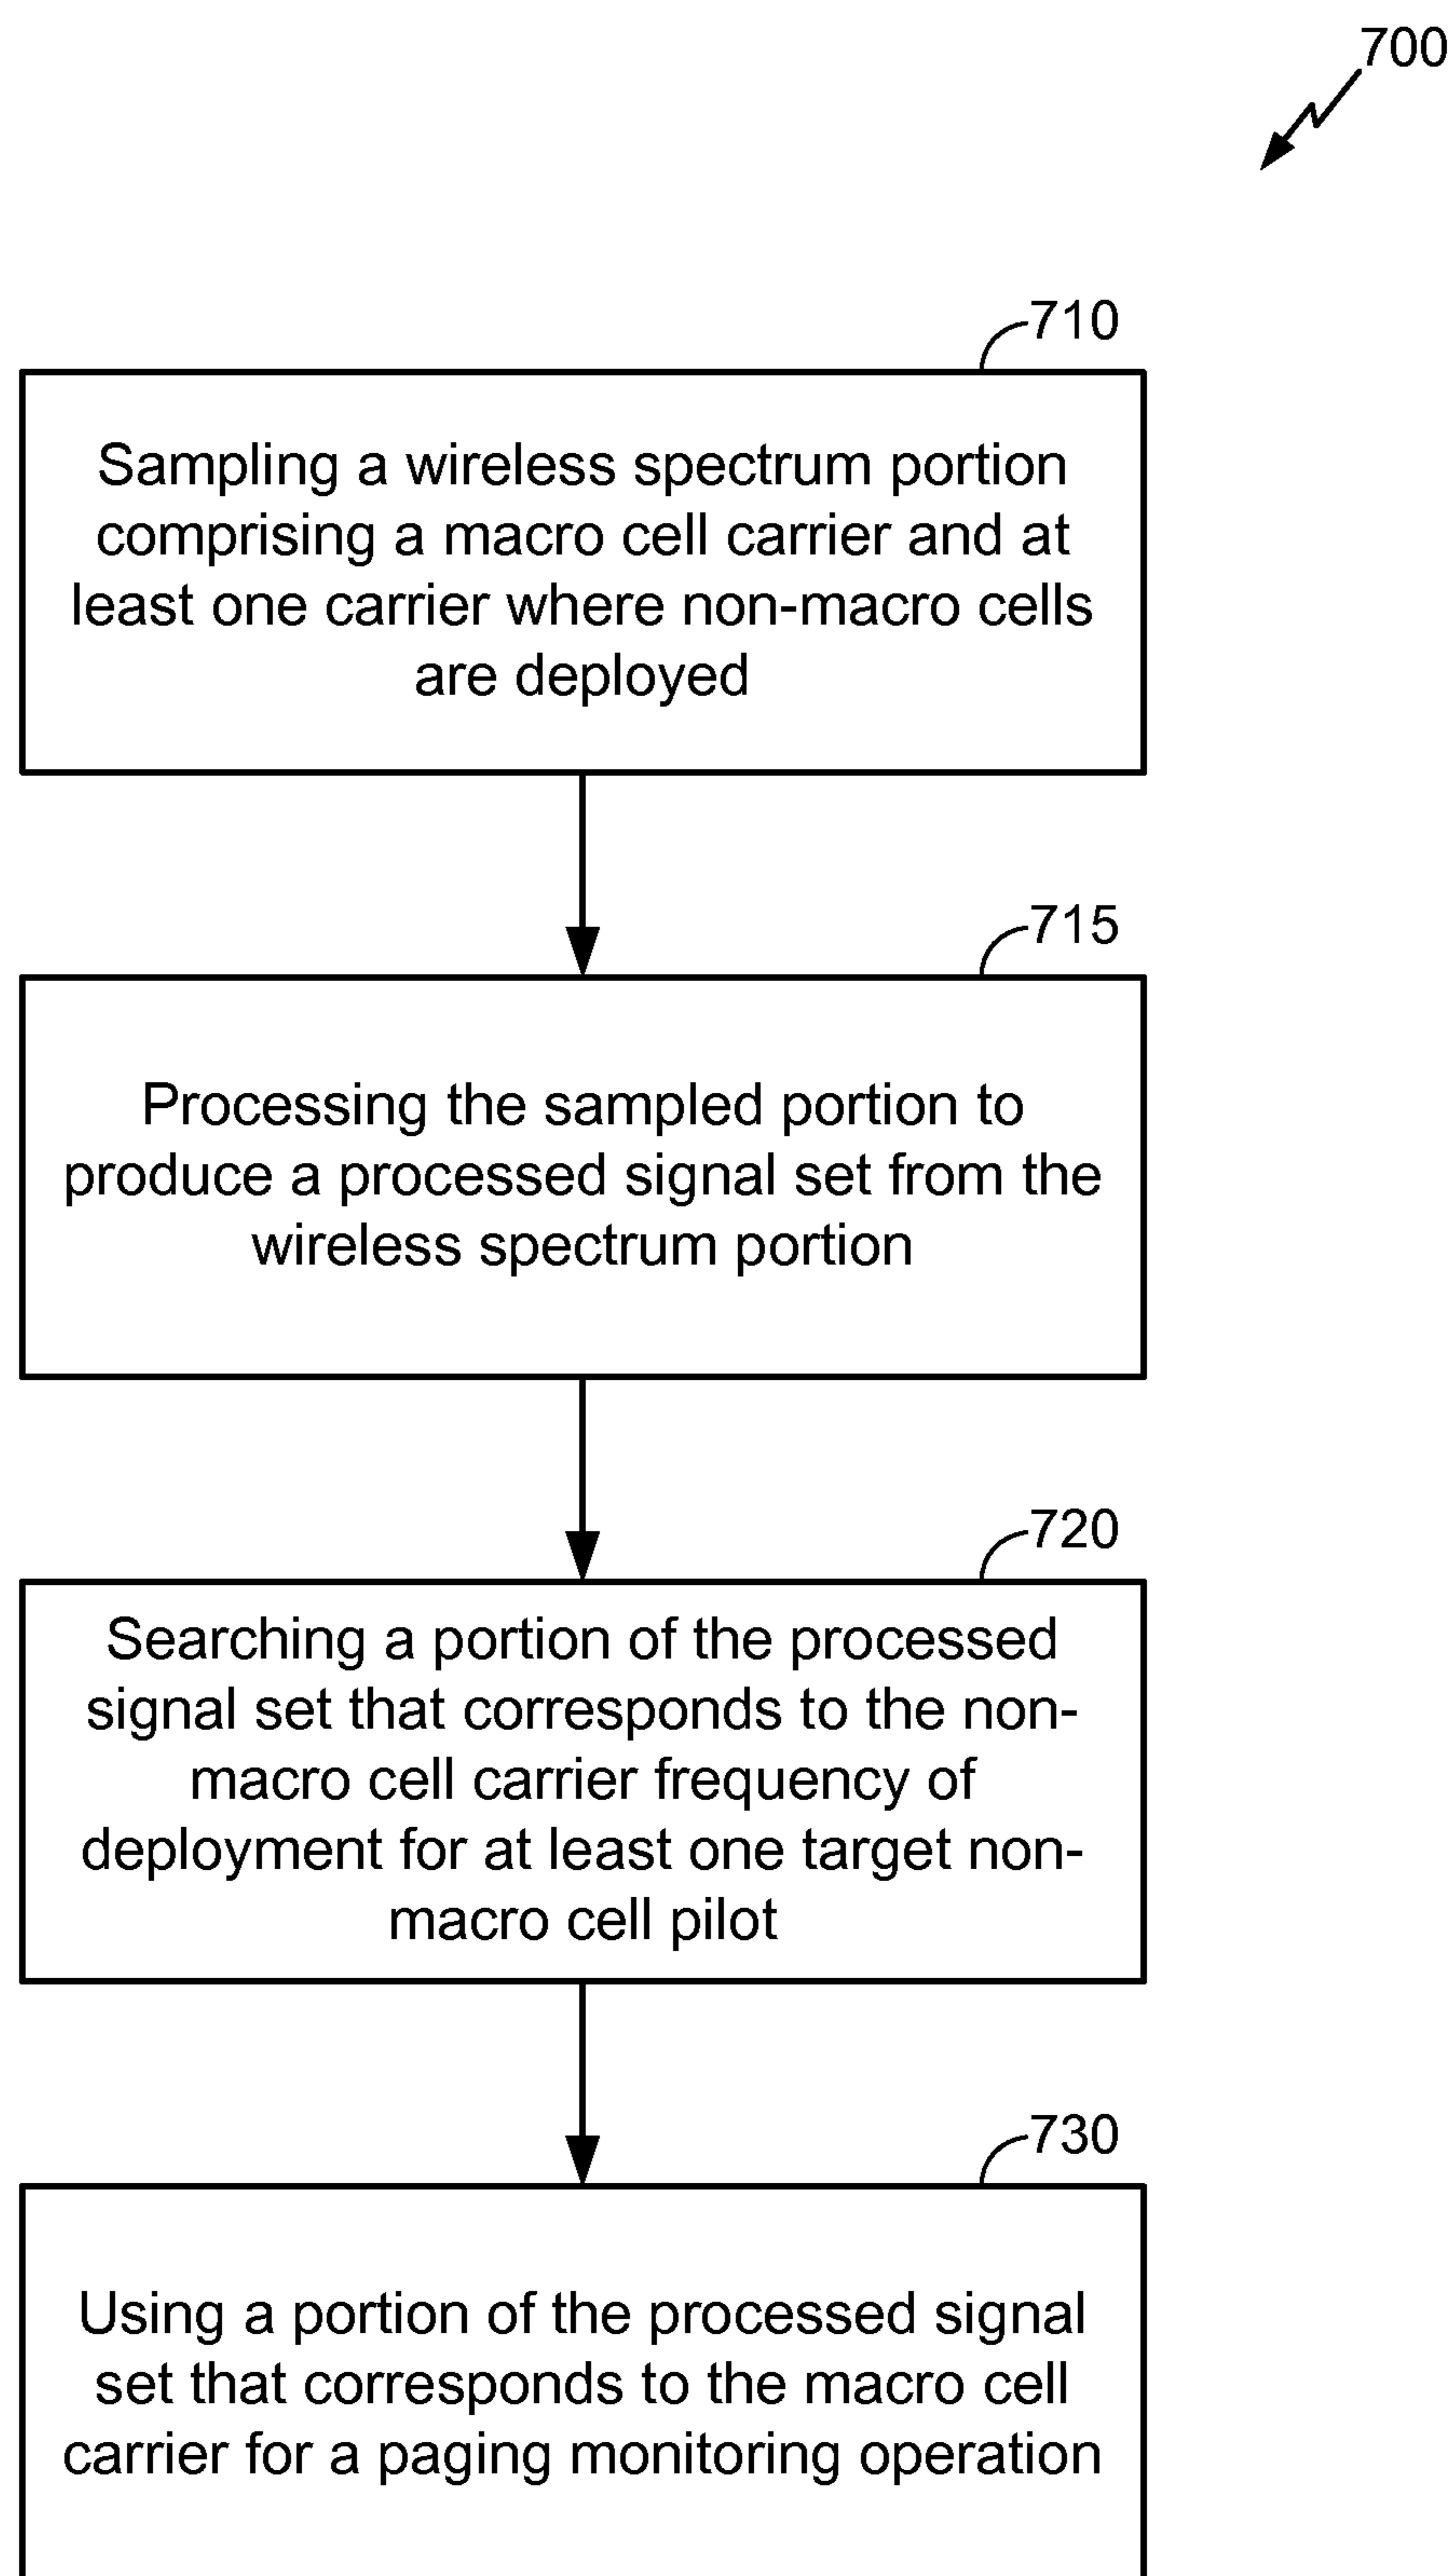 700
710
Sampling a wireless spectrum portion
comprising a macro cell carrier and at
least one carrier where non-macro cells
are deployed
715
Processing the sampled portion to
produce a processed signal set from the
wireless spectrum portion
720
Searching a portion of the processed
signal set that corresponds to the non-
macro cell carrier frequency of
deployment for at least one target non-
macro cell pilot
730
Using a portion of the processed signal
set that corresponds to the macro cell
carrier for a paging monitoring operation